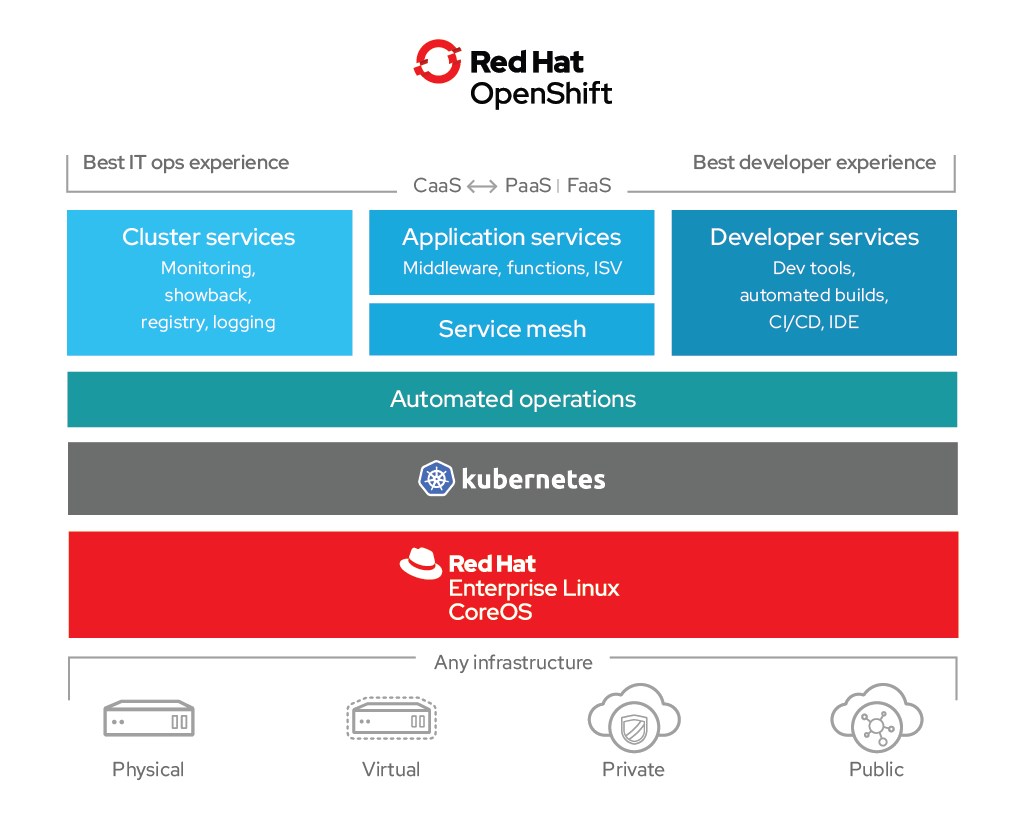 Red Hat
OpenShift
Best IT ops experience
Best developer experience
CaaS ↔ PaaS | FaaS
Cluster services
Monitoring,
showback,
registry, logging
Application services
Middleware, functions, ISV
Service mesh
Developer services
Dev tools,
automated builds,
CI/CD, IDE
Automated operations
kubernetes
Red Hat
Enterprise Linux
CoreOS
Any infrastructure
Physical
Virtual
Private
Public